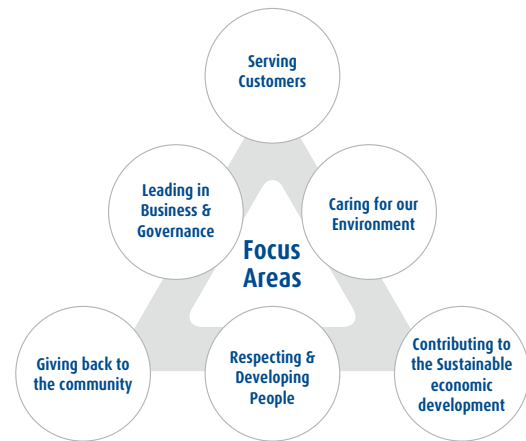 Serving
Customers
Leading in
Business &
Governance
Caring for our
Environment
Focus
Areas
Giving back to
the community
Respecting &
Developing
People
Contributing to
the Sustainable
economic
development